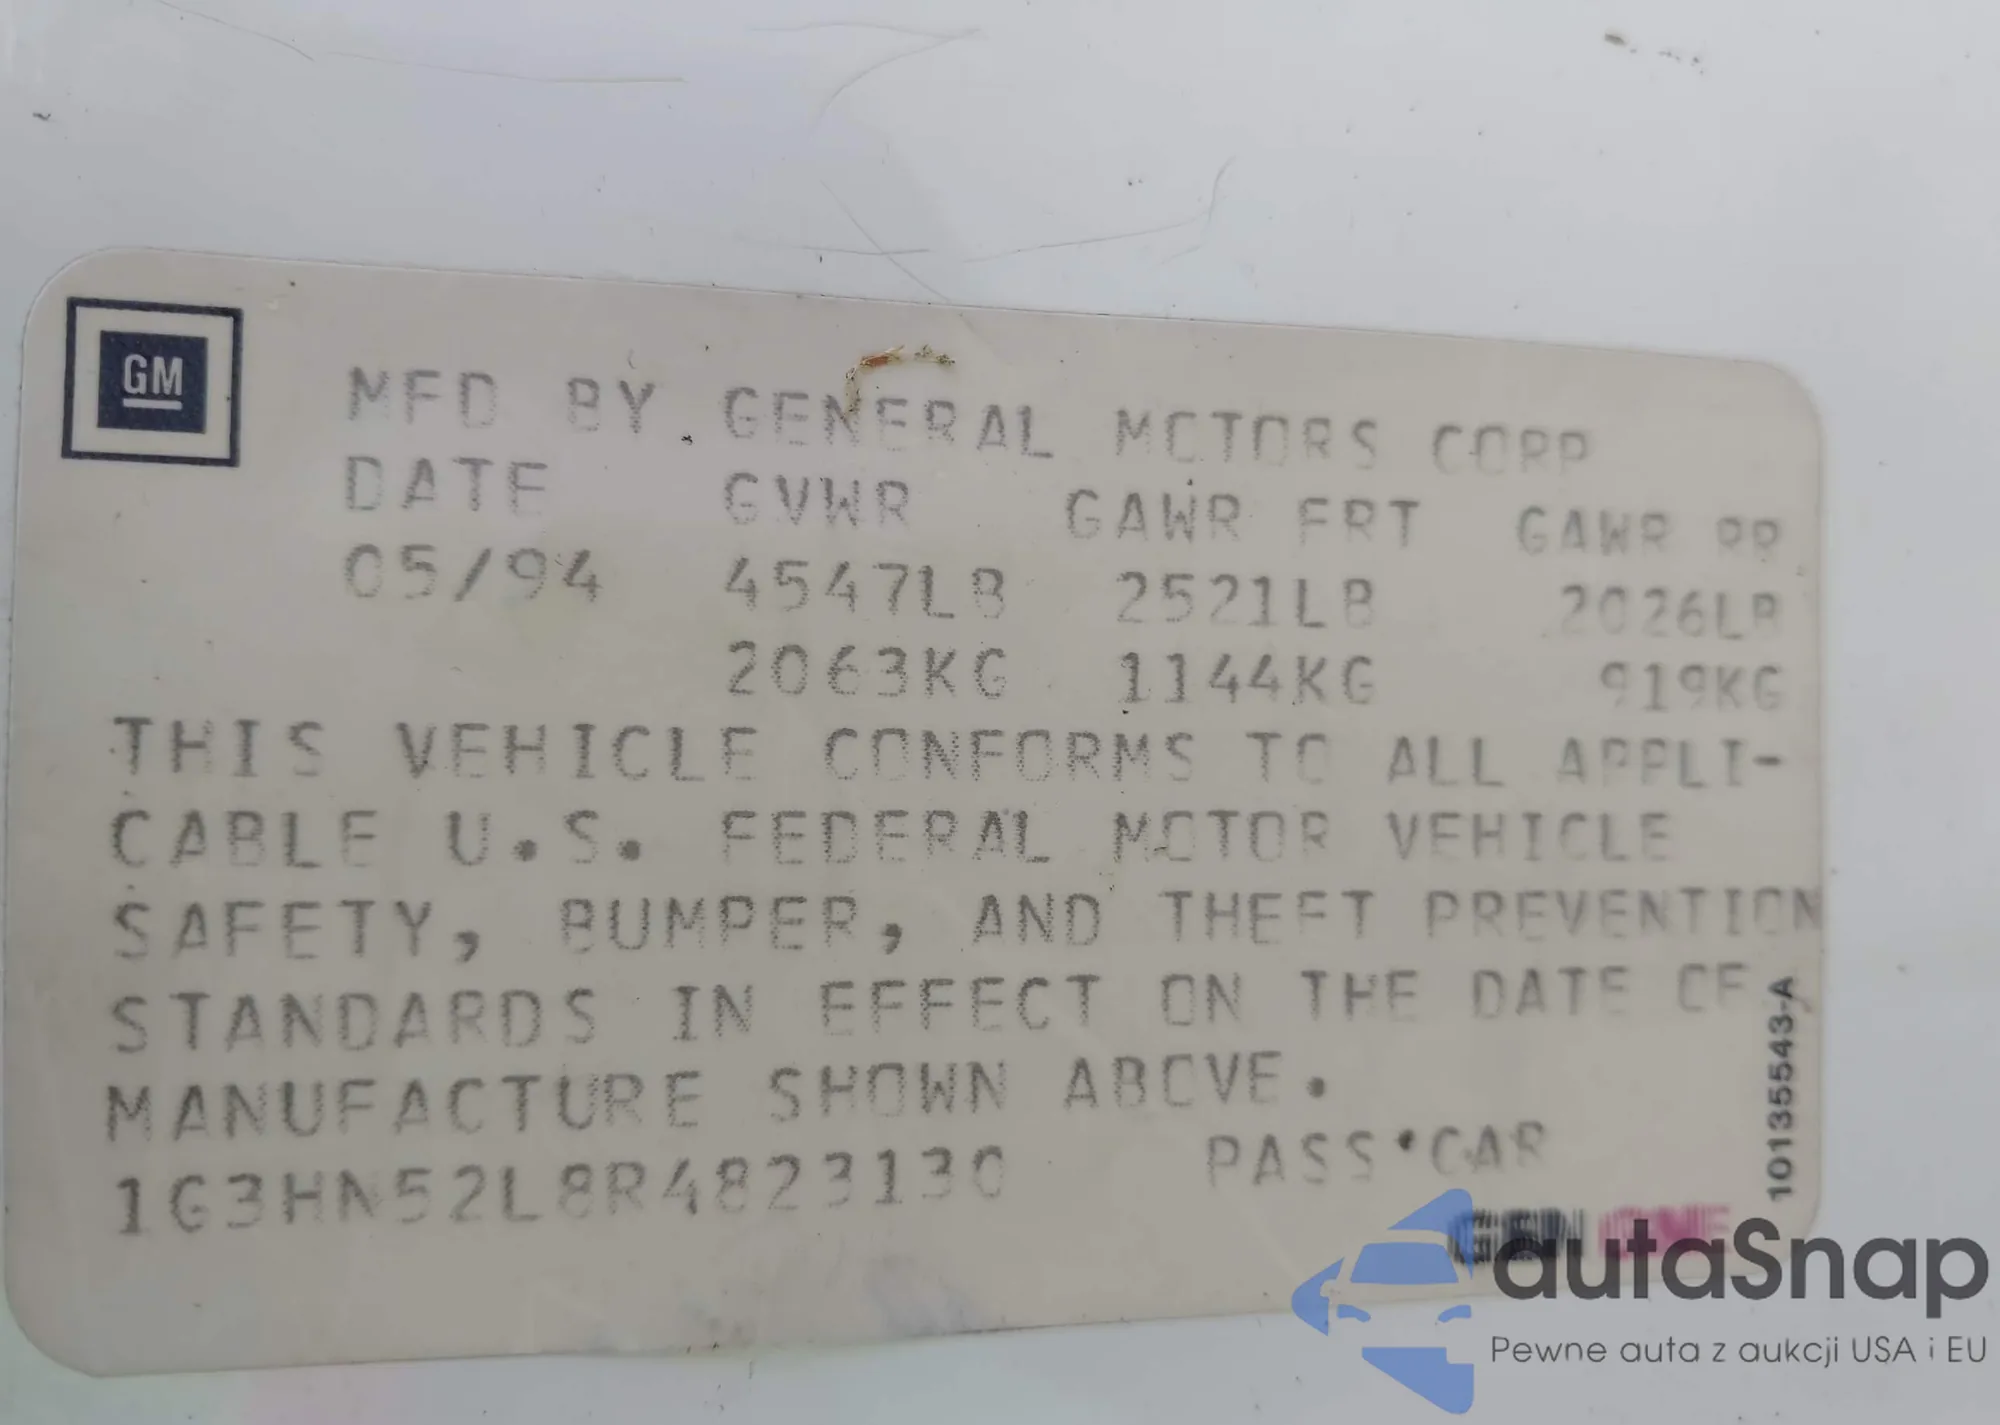 GM
MFD BY GENERAL MOTORS CORP
DATE GVWR GAWR FRT GAWR RR
05/94 4547LB 2521LB 2026LB
2063KG 1144KG 919KG
THIS VEHICLE CONFORMS TO ALL APPLI-
CABLE U.S. FEDERAL MOTOR VEHICLE
SAFETY, BUMPER, AND THEFT PREVENTION
STANDARDS IN EFFECT ON THE DATE OF
MANUFACTURE SHOWN ABOVE.
1G3HN52L8R4823130 PASS CAR
10135543-A
autaSnap
Pewne auta z aukcji USA i EU